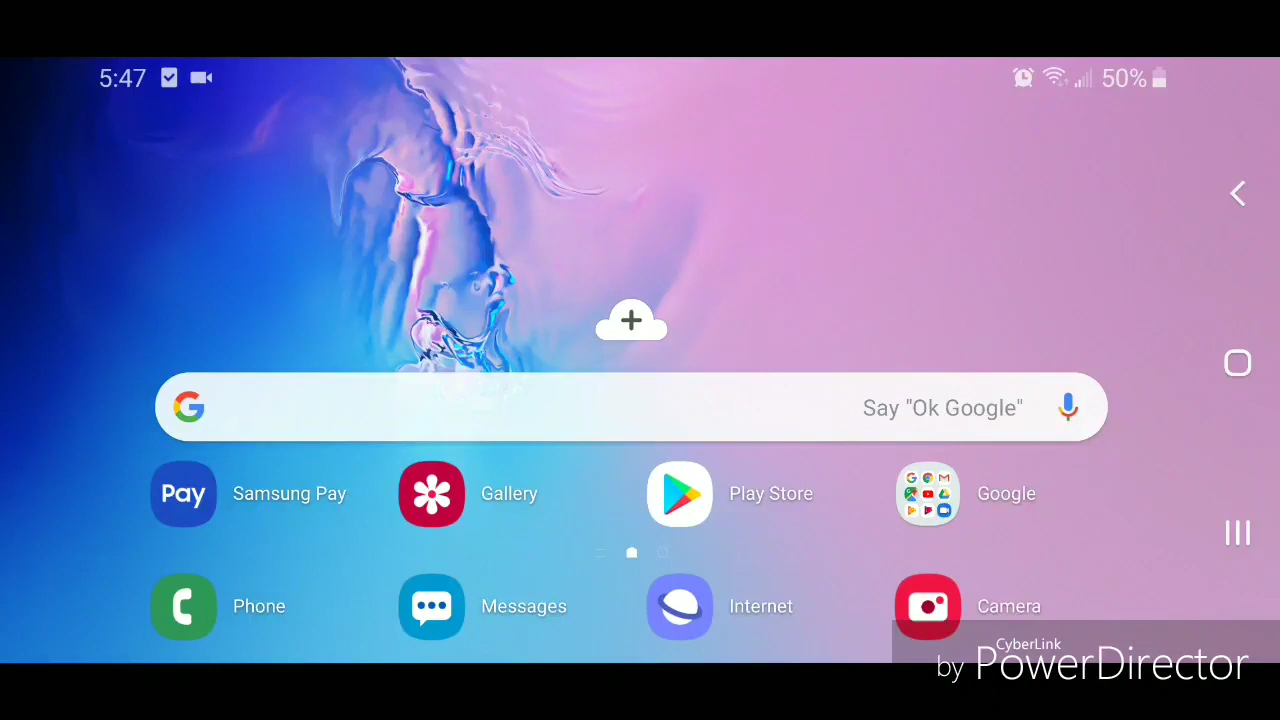 5:47 50%
Say "Ok Google"
Pay Samsung Pay Gallery Play Store Google
Phone Messages Internet Camera
CyberLink
by PowerDirector